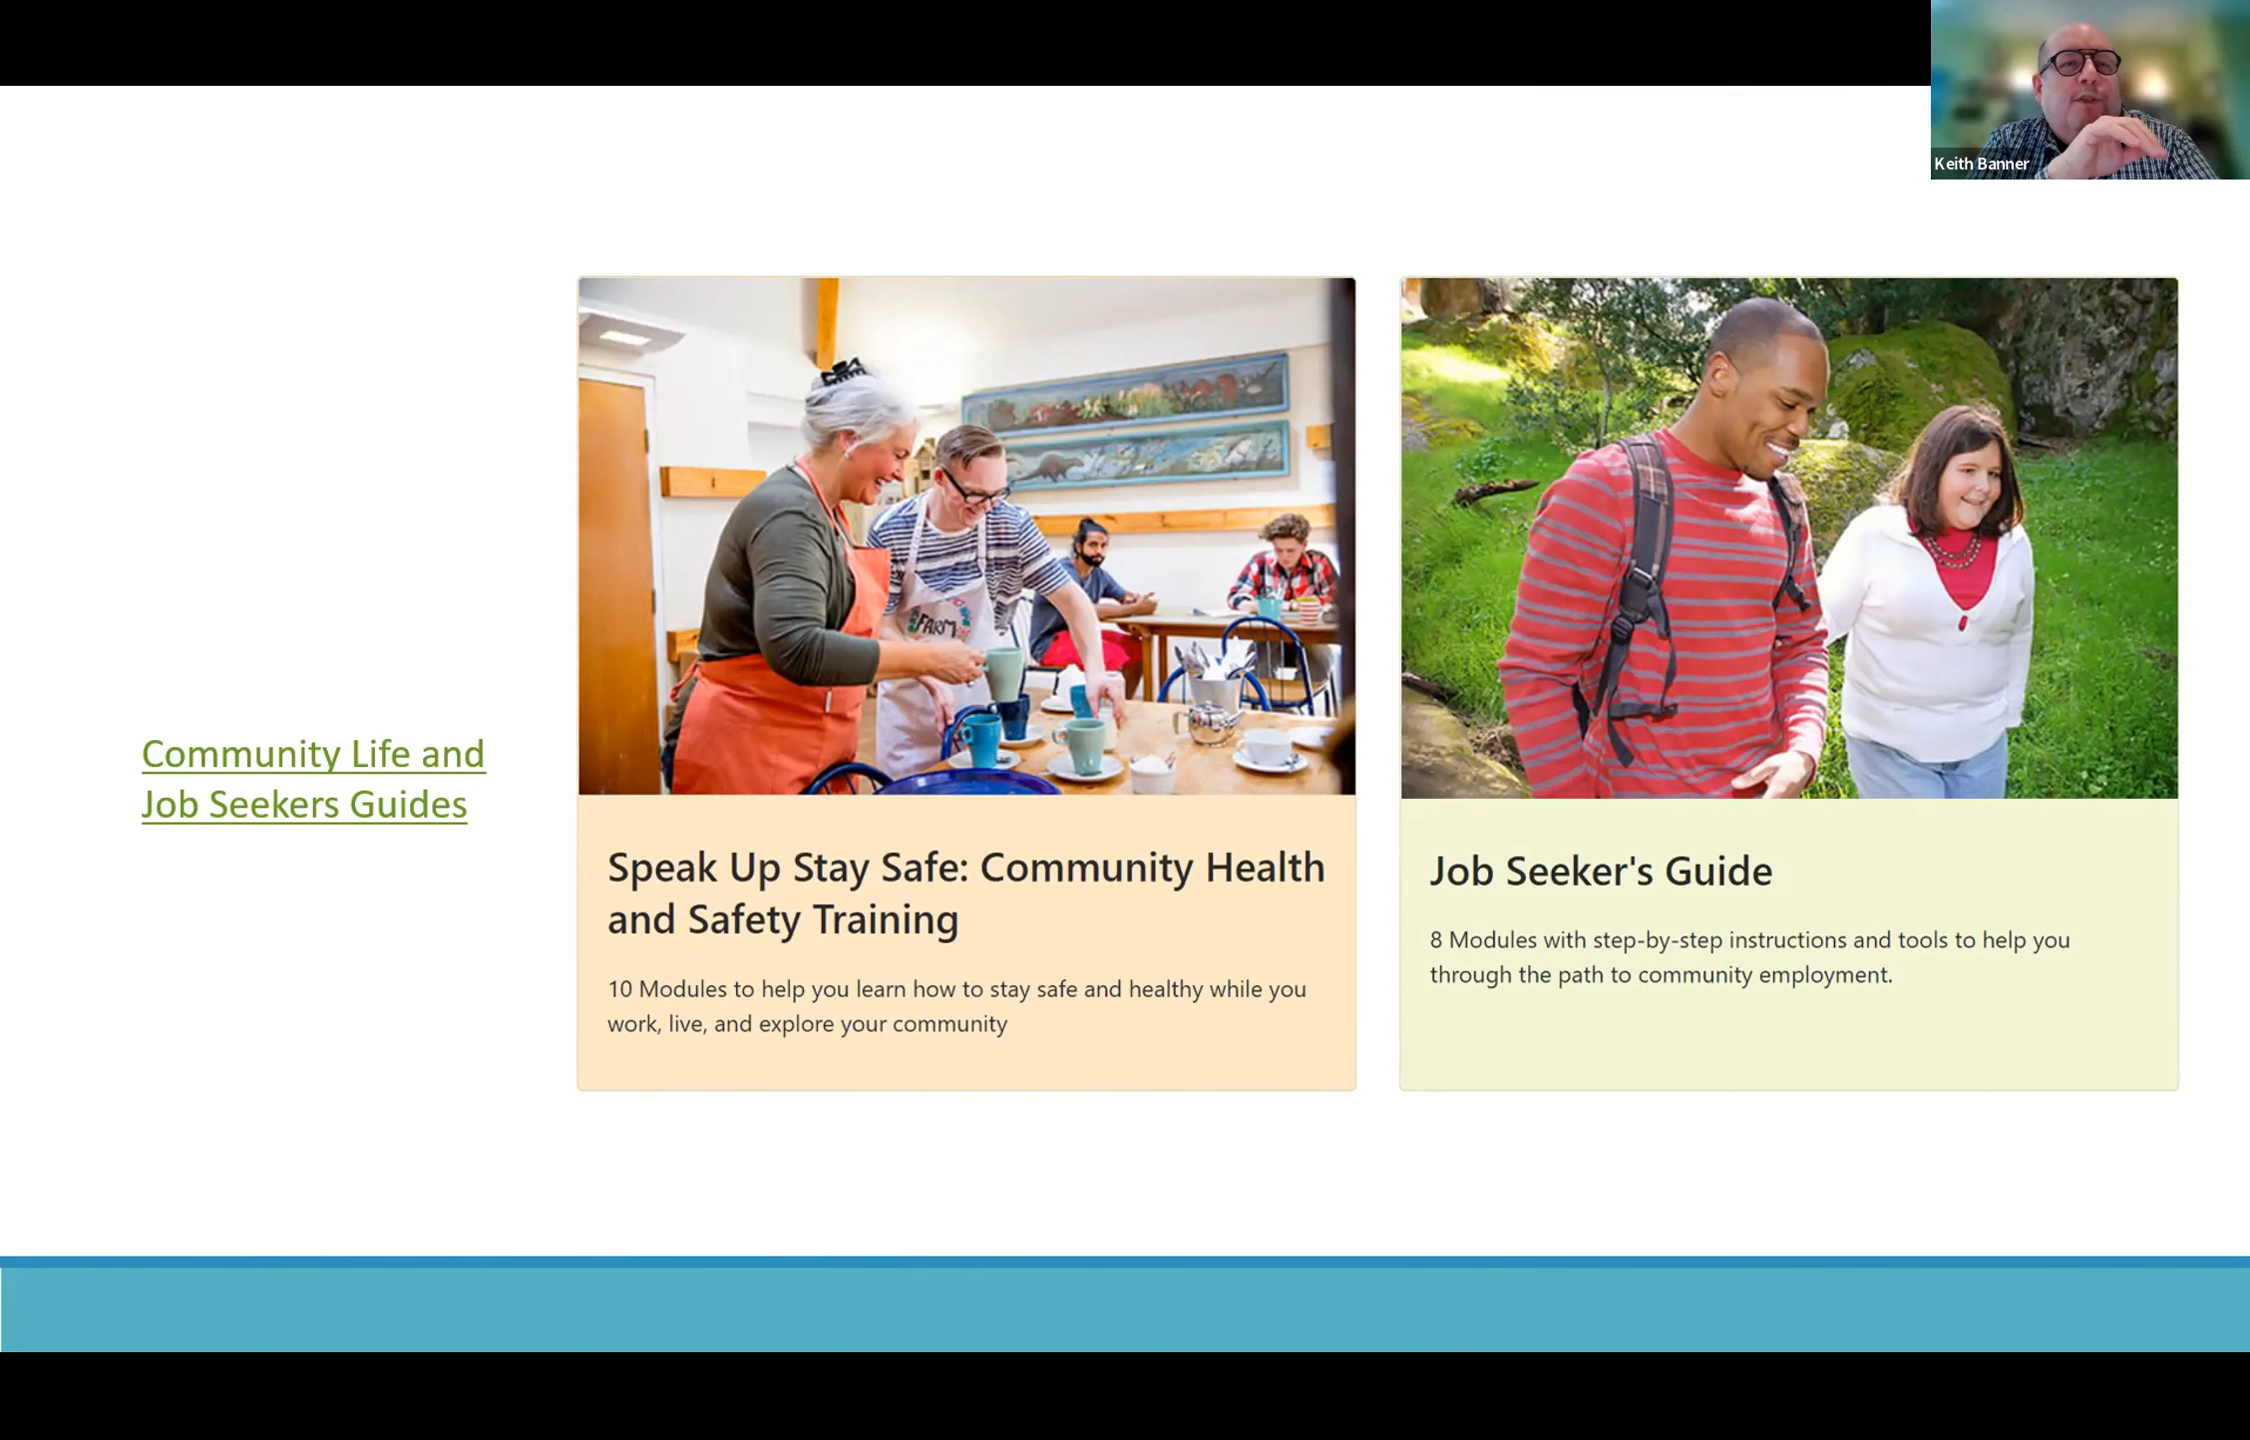 Keith Banner
Community Life and
Job Seekers Guides
FARM
Speak Up Stay Safe: Community Health
and Safety Training
10 Modules to help you learn how to stay safe and healthy while you
work, live, and explore your community
Job Seeker's Guide
8 Modules with step-by-step instructions and tools to help you
through the path to community employment.